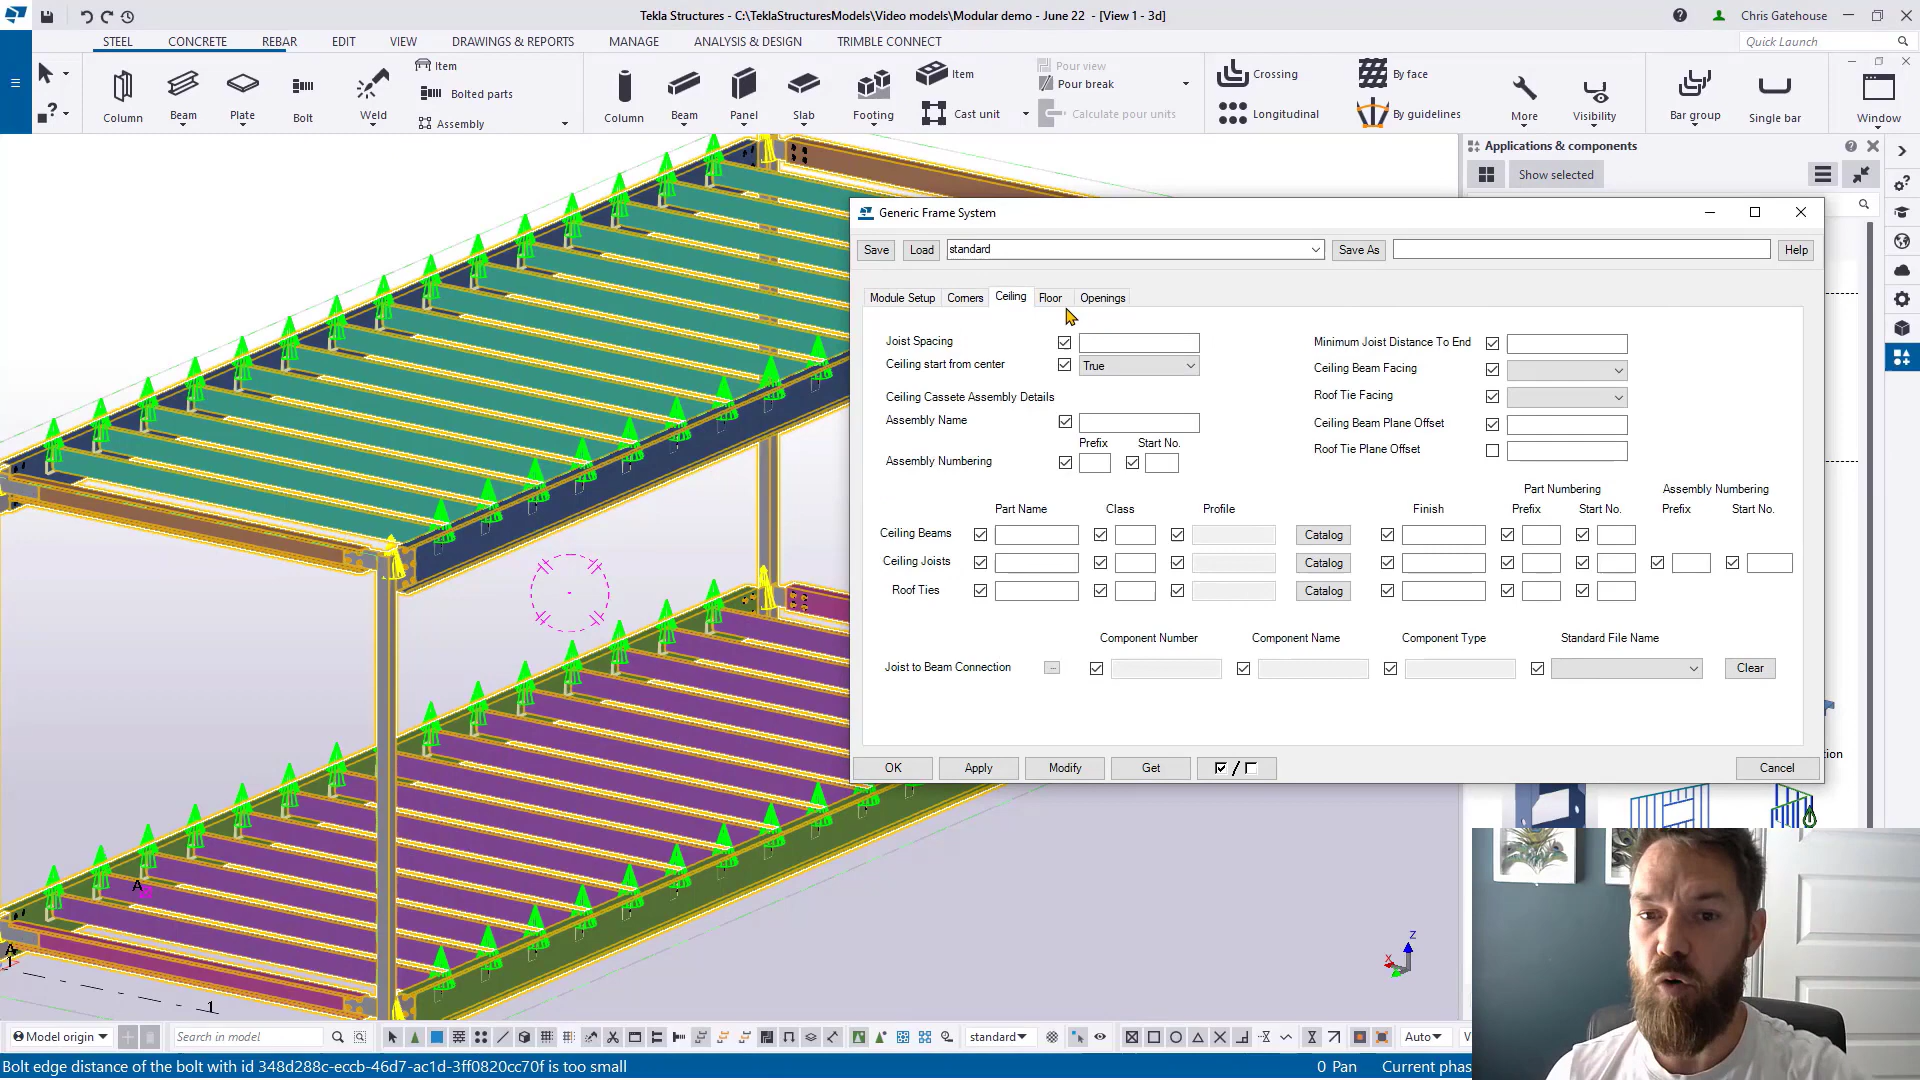 Tekla Structures - C:\TeklaStructuresModels\Video models\Modular demo - June 22 - [View 1 - 3d]
Chris Gatehouse
STEEL CONCRETE REBAR EDIT VIEW DRAWINGS & REPORTS MANAGE ANALYSIS & DESIGN TRIMBLE CONNECT
Quick Launch
Column Beam Plate Bolt Weld
Item
Bolted parts
Assembly
Column Beam Panel Slab Footing
Item
Cast unit
Pour view
Pour break
Calculate pour units
Crossing
Longitudinal
By face
By guidelines
More Visibility Bar group Single bar Window
Applications & components
Show selected
Generic Frame System
Save Load standard Save As Help
Module Setup Corners Ceiling Floor Openings
Joist Spacing
Ceiling start from center True
Ceiling Cassete Assembly Details
Assembly Name
Prefix Start No.
Assembly Numbering
Minimum Joist Distance To End
Ceiling Beam Facing
Roof Tie Facing
Ceiling Beam Plane Offset
Roof Tie Plane Offset
Part Numbering Assembly Numbering
Part Name Class Profile Finish Prefix Start No. Prefix Start No.
Ceiling Beams Catalog
Ceiling Joists Catalog
Roof Ties Catalog
Component Number Component Name Component Type Standard File Name
Joist to Beam Connection ... Clear
OK Apply Modify Get / Cancel
A
A
1
1
Z
X
Model origin Search in model standard Auto
Bolt edge distance of the bolt with id 348d288c-eccb-46d7-ac1d-3ff0820cc70f is too small
0 Pan Current phas